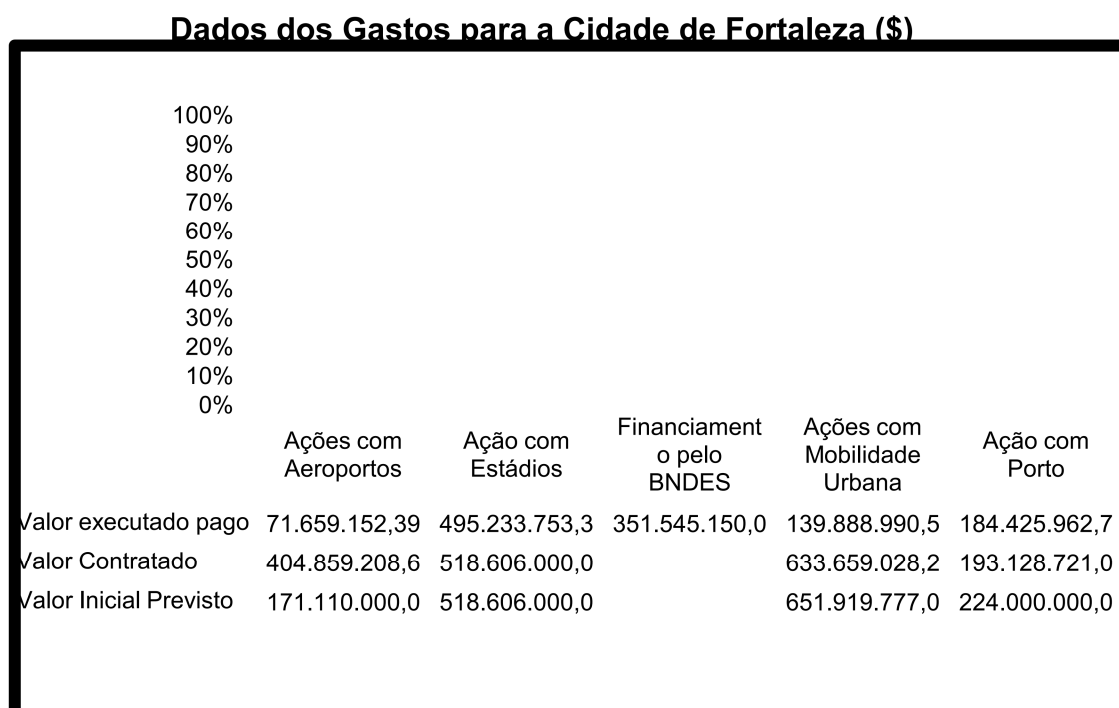 Dados dos Gastos para a Cidade de Fortaleza ($)
100%
90%
80%
70%
60%
50%
40%
30%
20%
10%
0%
Ações com
Aeroportos
Ação com
Estádios
Financiament
o pelo
BNDES
Ações com
Mobilidade
Urbana
Ação com
Porto
Valor executado pago 71.659.152,39 495.233.753,3 351.545.150,0 139.888.990,5 184.425.962,7
Valor Contratado 404.859.208,6 518.606.000,0 633.659.028,2 193.128.721,0
Valor Inicial Previsto 171.110.000,0 518.606.000,0 651.919.777,0 224.000.000,0